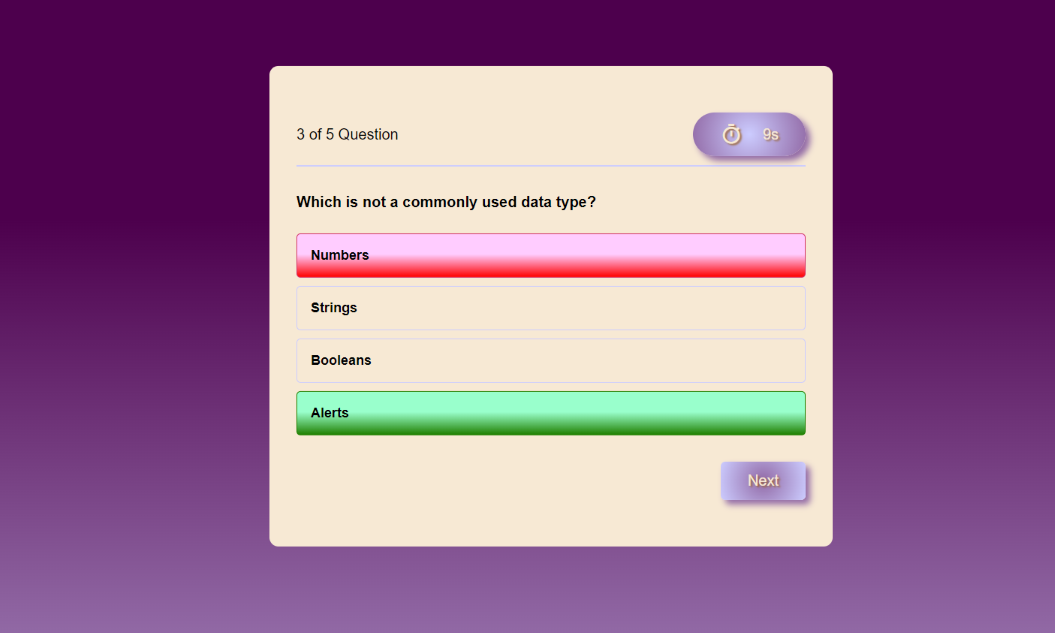 3 of 5 Question
9s
Which is not a commonly used data type?
Numbers
Strings
Booleans
Alerts
Next